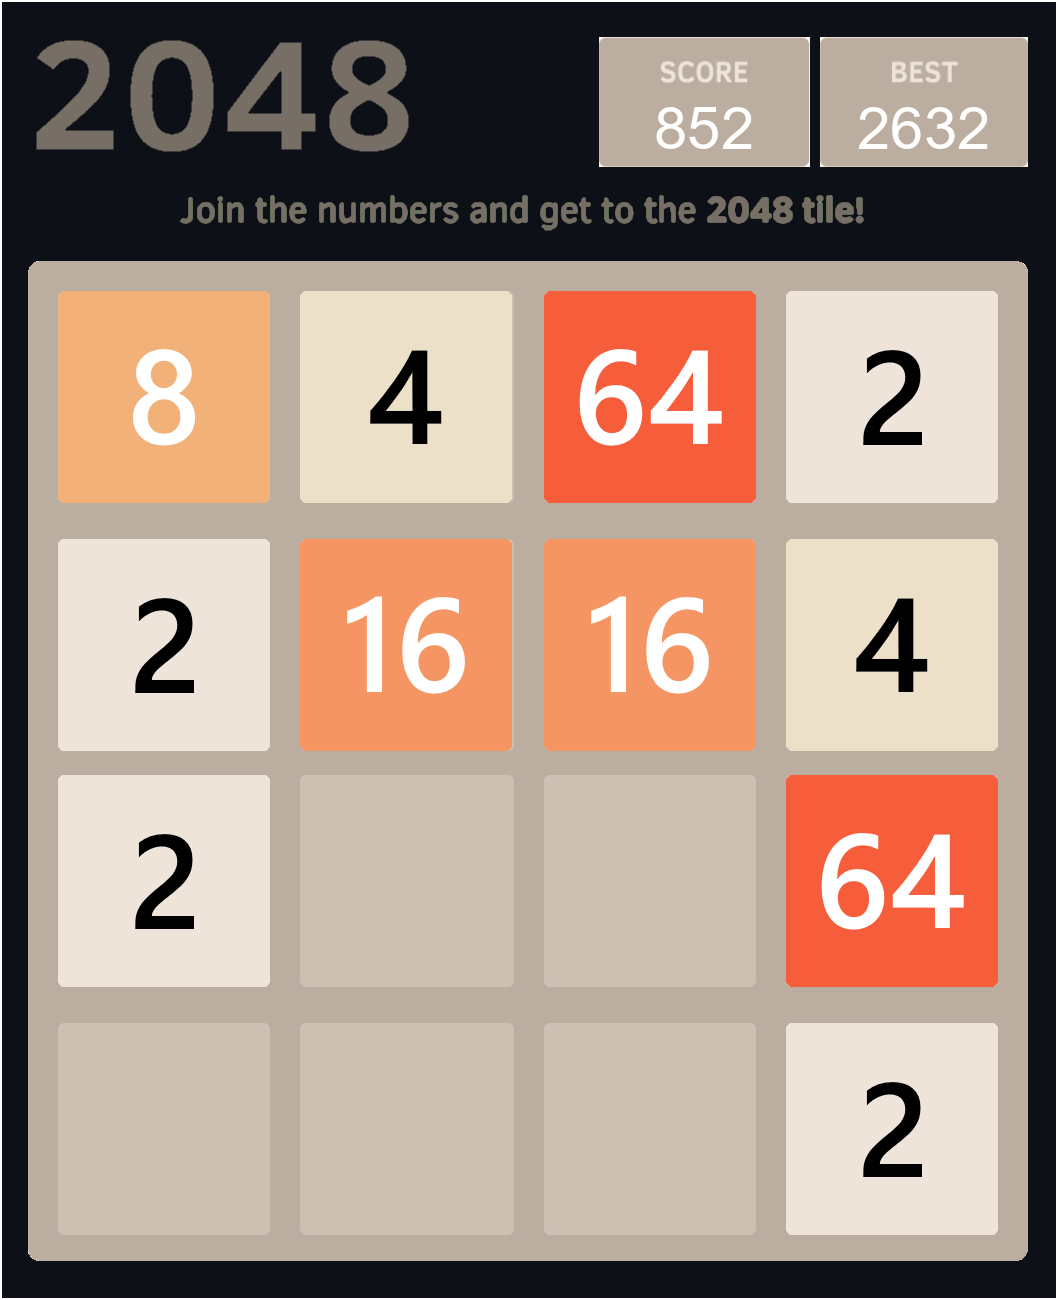 2048
SCORE BEST
852 2632
Join the numbers and get to the 2048 tile!
8 4 64 2
2 16 16 4
2 64
2